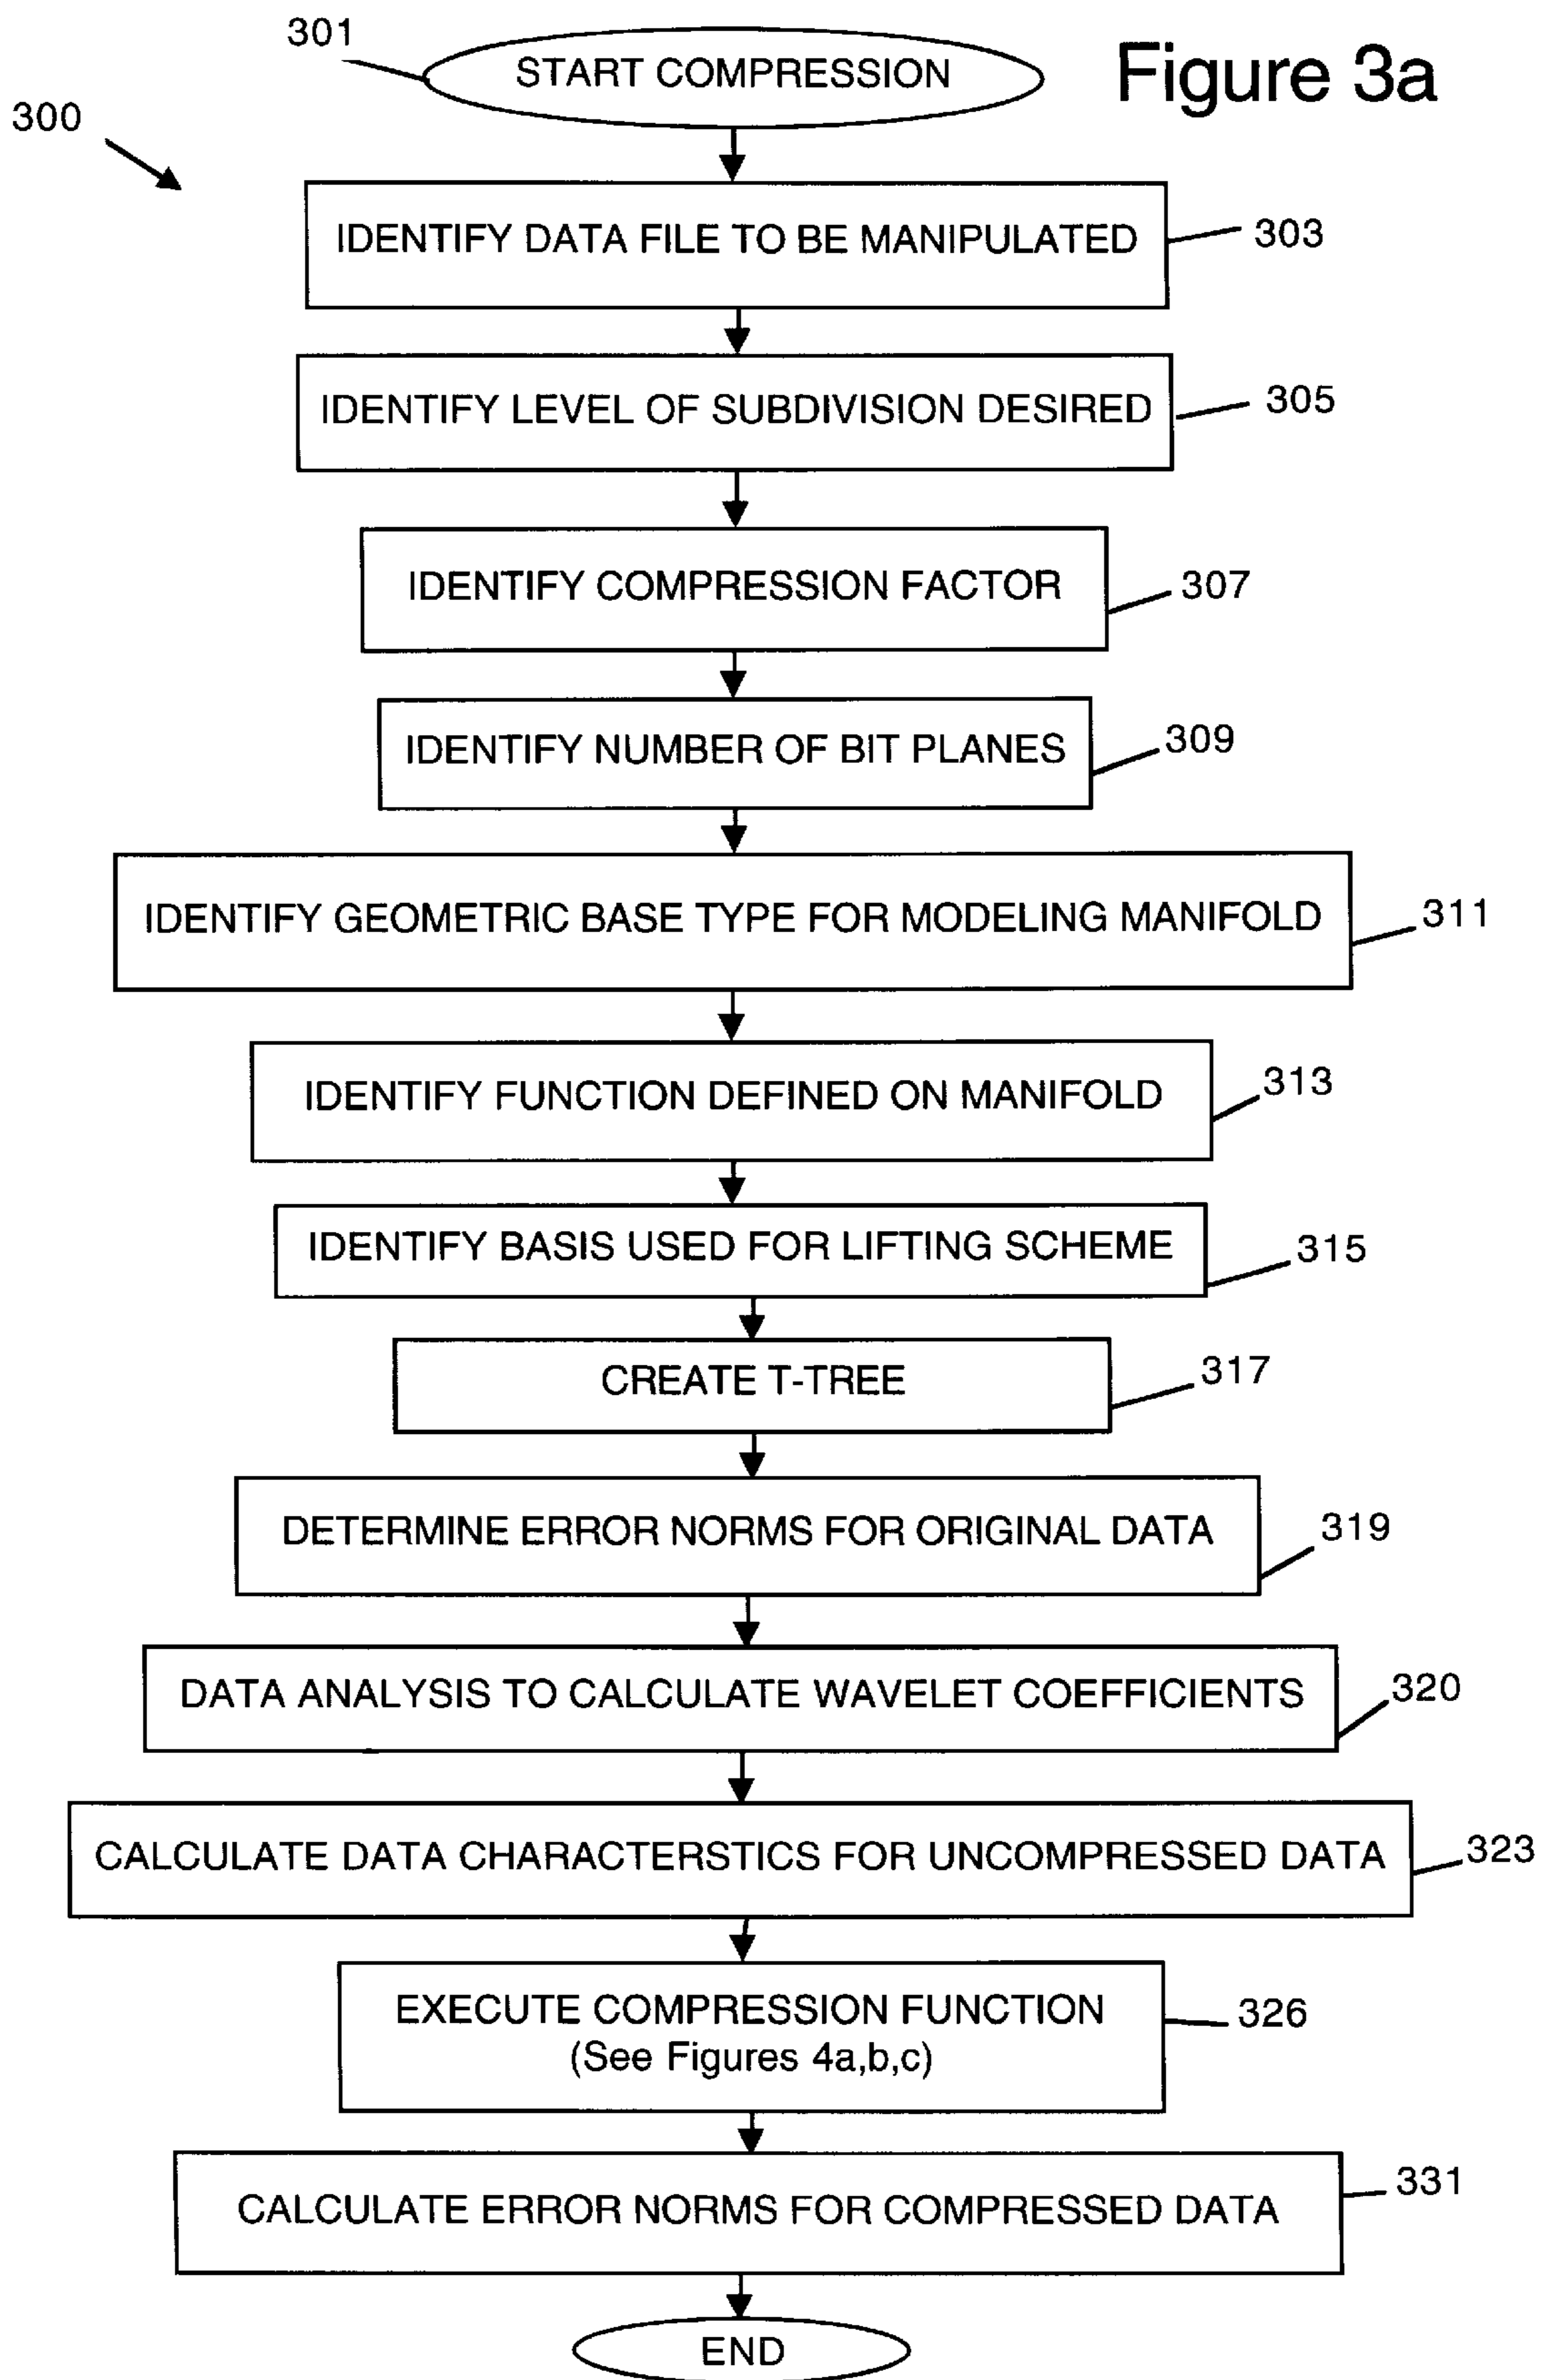 301
START COMPRESSION
Figure 3a
300
IDENTIFY DATA FILE TO BE MANIPULATED
303
IDENTIFY LEVEL OF SUBDIVISION DESIRED
305
IDENTIFY COMPRESSION FACTOR
307
IDENTIFY NUMBER OF BIT PLANES
309
IDENTIFY GEOMETRIC BASE TYPE FOR MODELING MANIFOLD
311
IDENTIFY FUNCTION DEFINED ON MANIFOLD
313
IDENTIFY BASIS USED FOR LIFTING SCHEME
315
CREATE T-TREE
317
DETERMINE ERROR NORMS FOR ORIGINAL DATA
319
DATA ANALYSIS TO CALCULATE WAVELET COEFFICIENTS
320
CALCULATE DATA CHARACTERSTICS FOR UNCOMPRESSED DATA
323
EXECUTE COMPRESSION FUNCTION
(See Figures 4a,b,c)
326
CALCULATE ERROR NORMS FOR COMPRESSED DATA
331
END